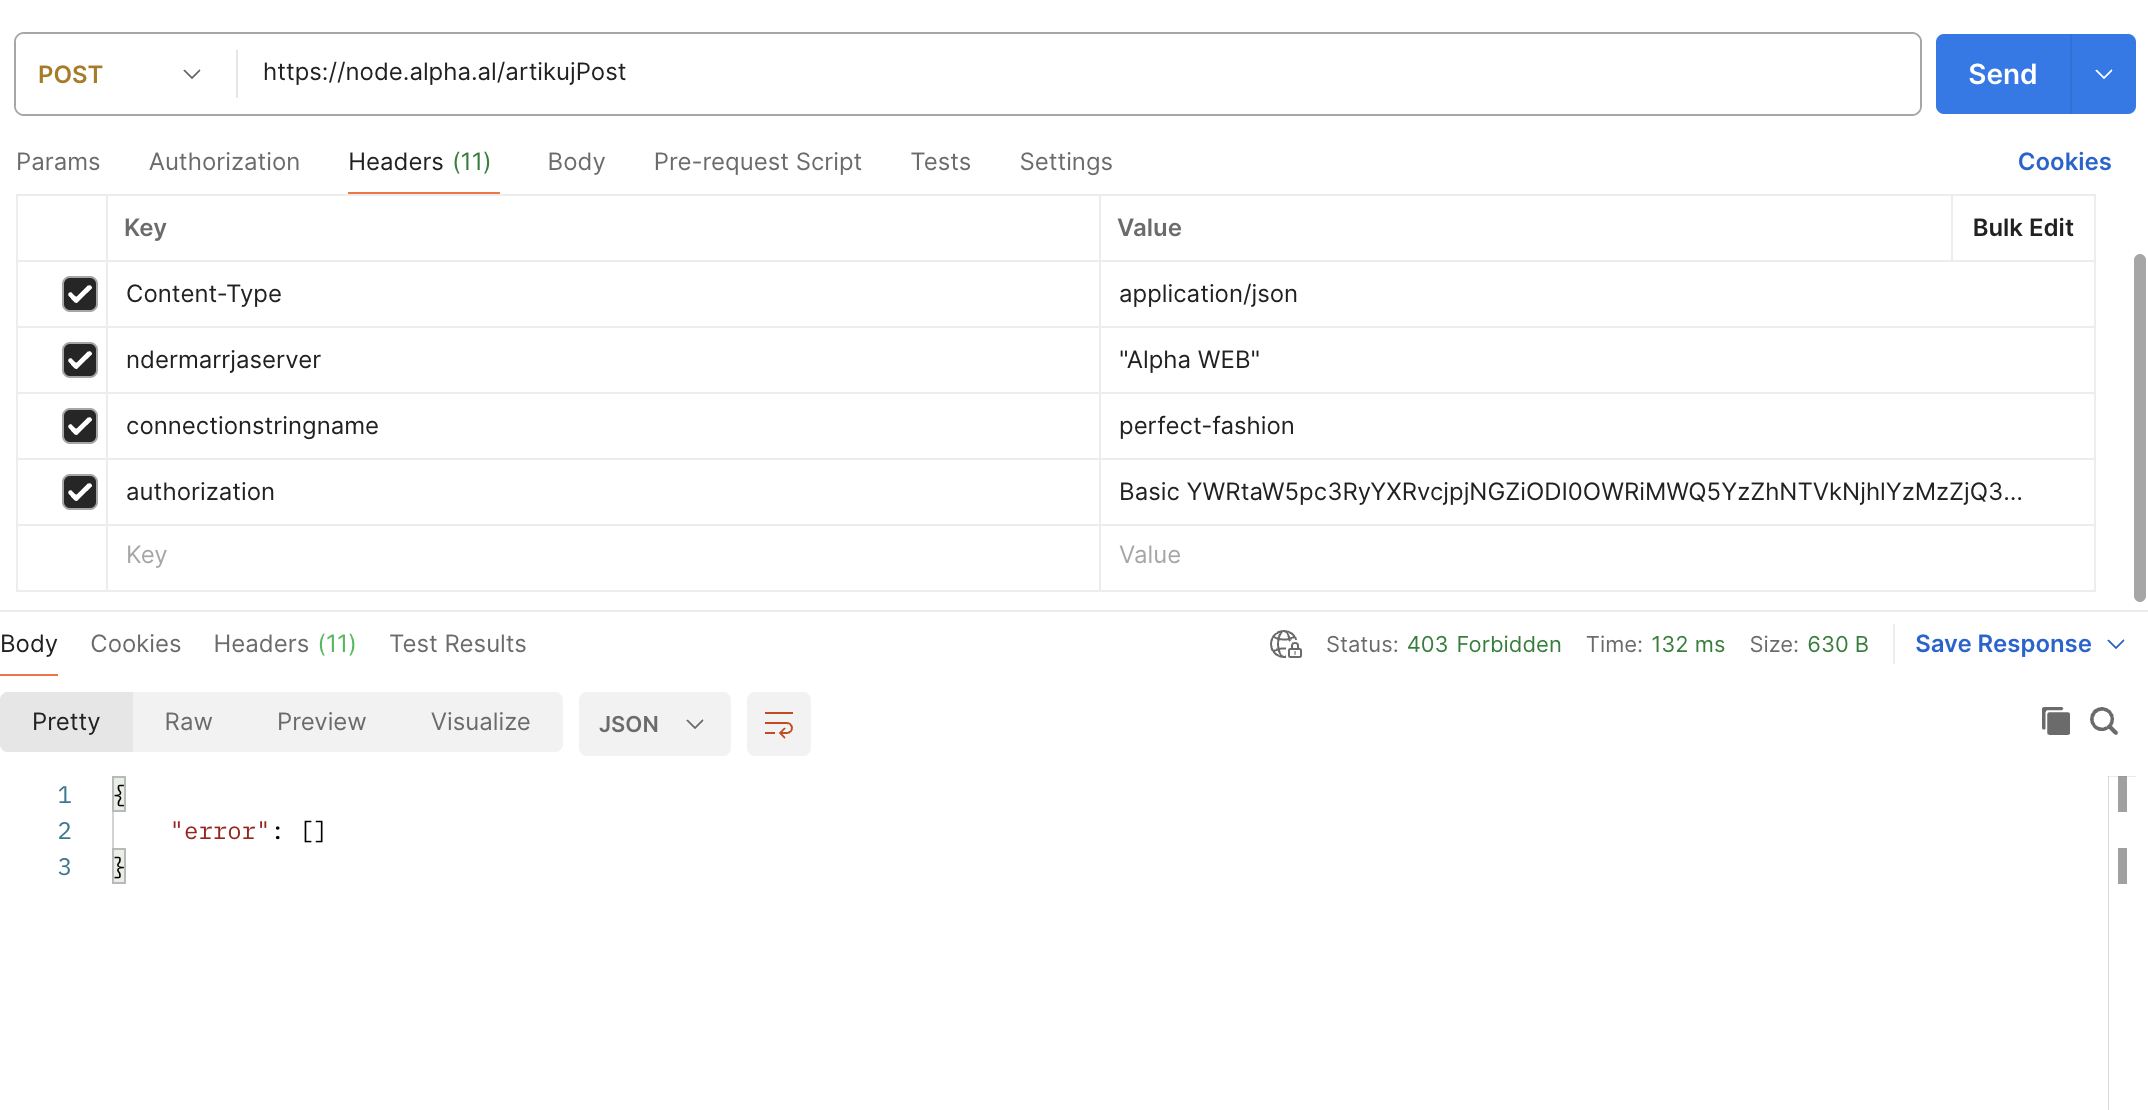 POST https://node.alpha.al/artikujPost Send
Params Authorization Headers (11) Body Pre-request Script Tests Settings Cookies
Key Value Bulk Edit
Content-Type application/json
ndermarrjaserver "Alpha WEB"
connectionstringname perfect-fashion
authorization Basic YWRtaW5pc3RyYXRvcjpjNGZiODI0OWRiMWQ5YzZhNTVkNjhlYzMzZjQ3...
Key Value
Body Cookies Headers (11) Test Results Status: 403 Forbidden Time: 132 ms Size: 630 B Save Response
Pretty Raw Preview Visualize JSON
1 {
2 "error": []
3 }